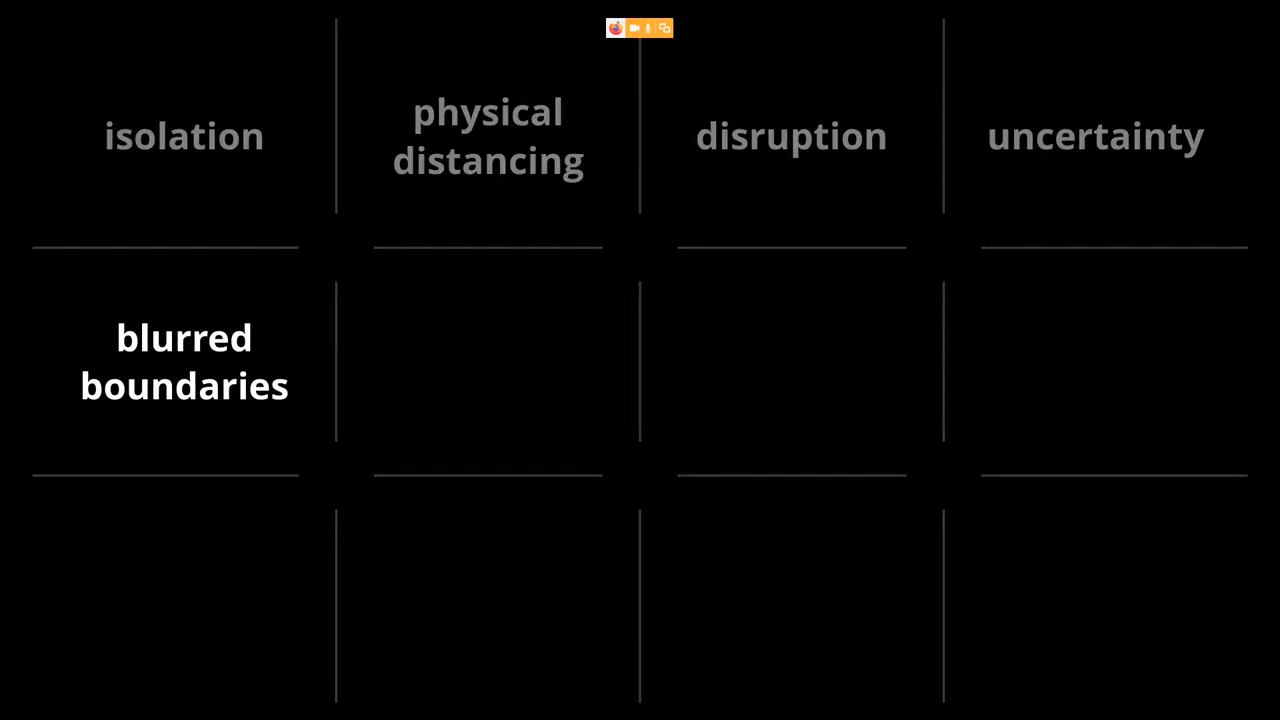 isolation
physical
distancing
disruption
uncertainty
blurred
boundaries